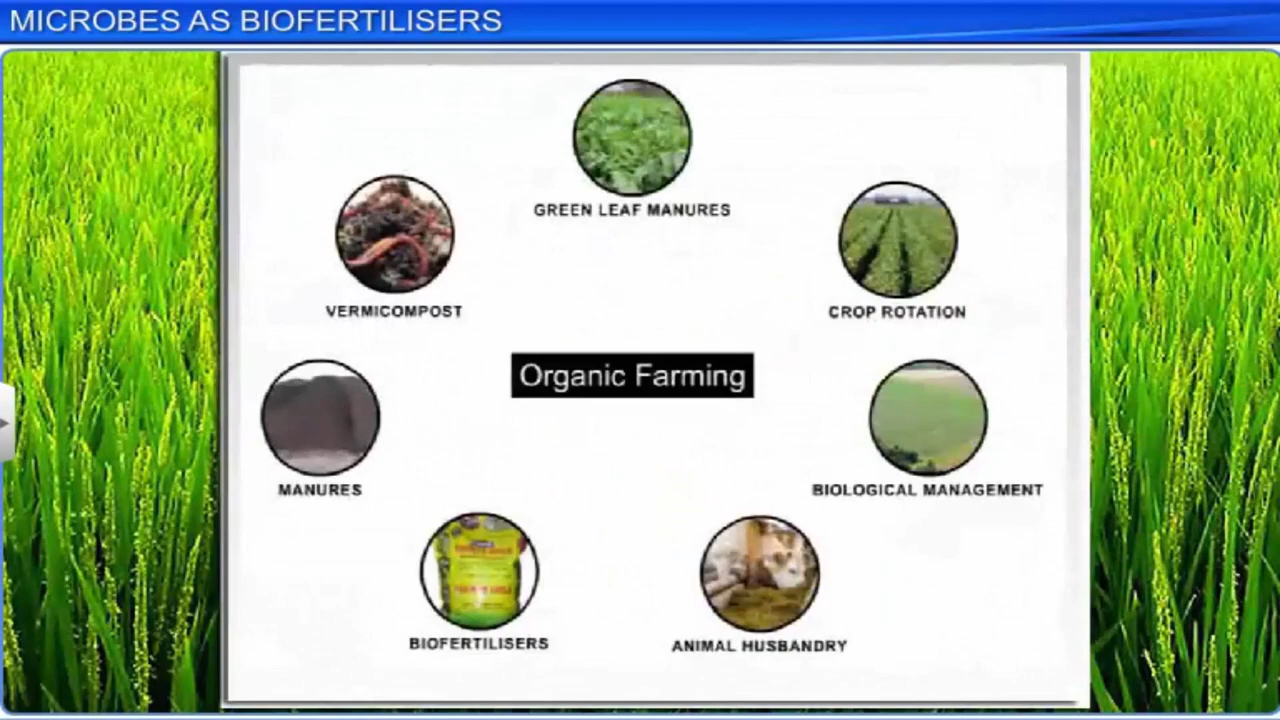 MICROBES AS BIOFERTILISERS
GREEN LEAF MANURES
VERMICOMPOST
CROP ROTATION
Organic Farming
MANURES
BIOLOGICAL MANAGEMENT
BIOFERTILISERS
ANIMAL HUSBANDRY